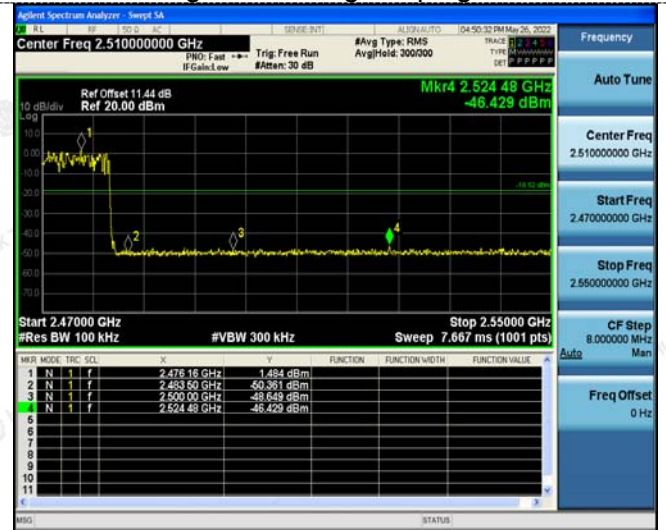 Agilent Spectrum Analyzer - Swept SA
RL RF 50 Ω AC SENSE:INT ALIGN AUTO 04:50:32 PM May 26, 2022
Center Freq 2.510000000 GHz #Avg Type: RMS TRACE 1 2 3 4 5 6
PNO: Fast Trig: Free Run Avg|Hold: 300/300 TYPE
IFGain:Low #Atten: 30 dB DET P P P P P P
Mkr4 2.524 48 GHz
Ref Offset 11.44 dB
10 dB/div Ref 20.00 dBm -46.429 dBm
Log
10.0
0.00
-10.0
-20.0
-30.0
-40.0
-50.0
-60.0
-70.0
1
2
3
4
-18.52 dBm
Start 2.47000 GHz Stop 2.55000 GHz
#Res BW 100 kHz #VBW 300 kHz Sweep 7.667 ms (1001 pts)
MKR MODE TRC SCL X Y FUNCTION FUNCTION WIDTH FUNCTION VALUE
1 N 1 f 2.476 16 GHz 1.484 dBm
2 N 1 f 2.483 50 GHz -50.361 dBm
3 N 1 f 2.500 00 GHz -48.649 dBm
4 N 1 f 2.524 48 GHz -46.429 dBm
5
6
7
8
9
10
11
MSG STATUS
Frequency
Auto Tune
Center Freq
2.510000000 GHz
Start Freq
2.470000000 GHz
Stop Freq
2.550000000 GHz
CF Step
8.000000 MHz
Auto Man
Freq Offset
0 Hz